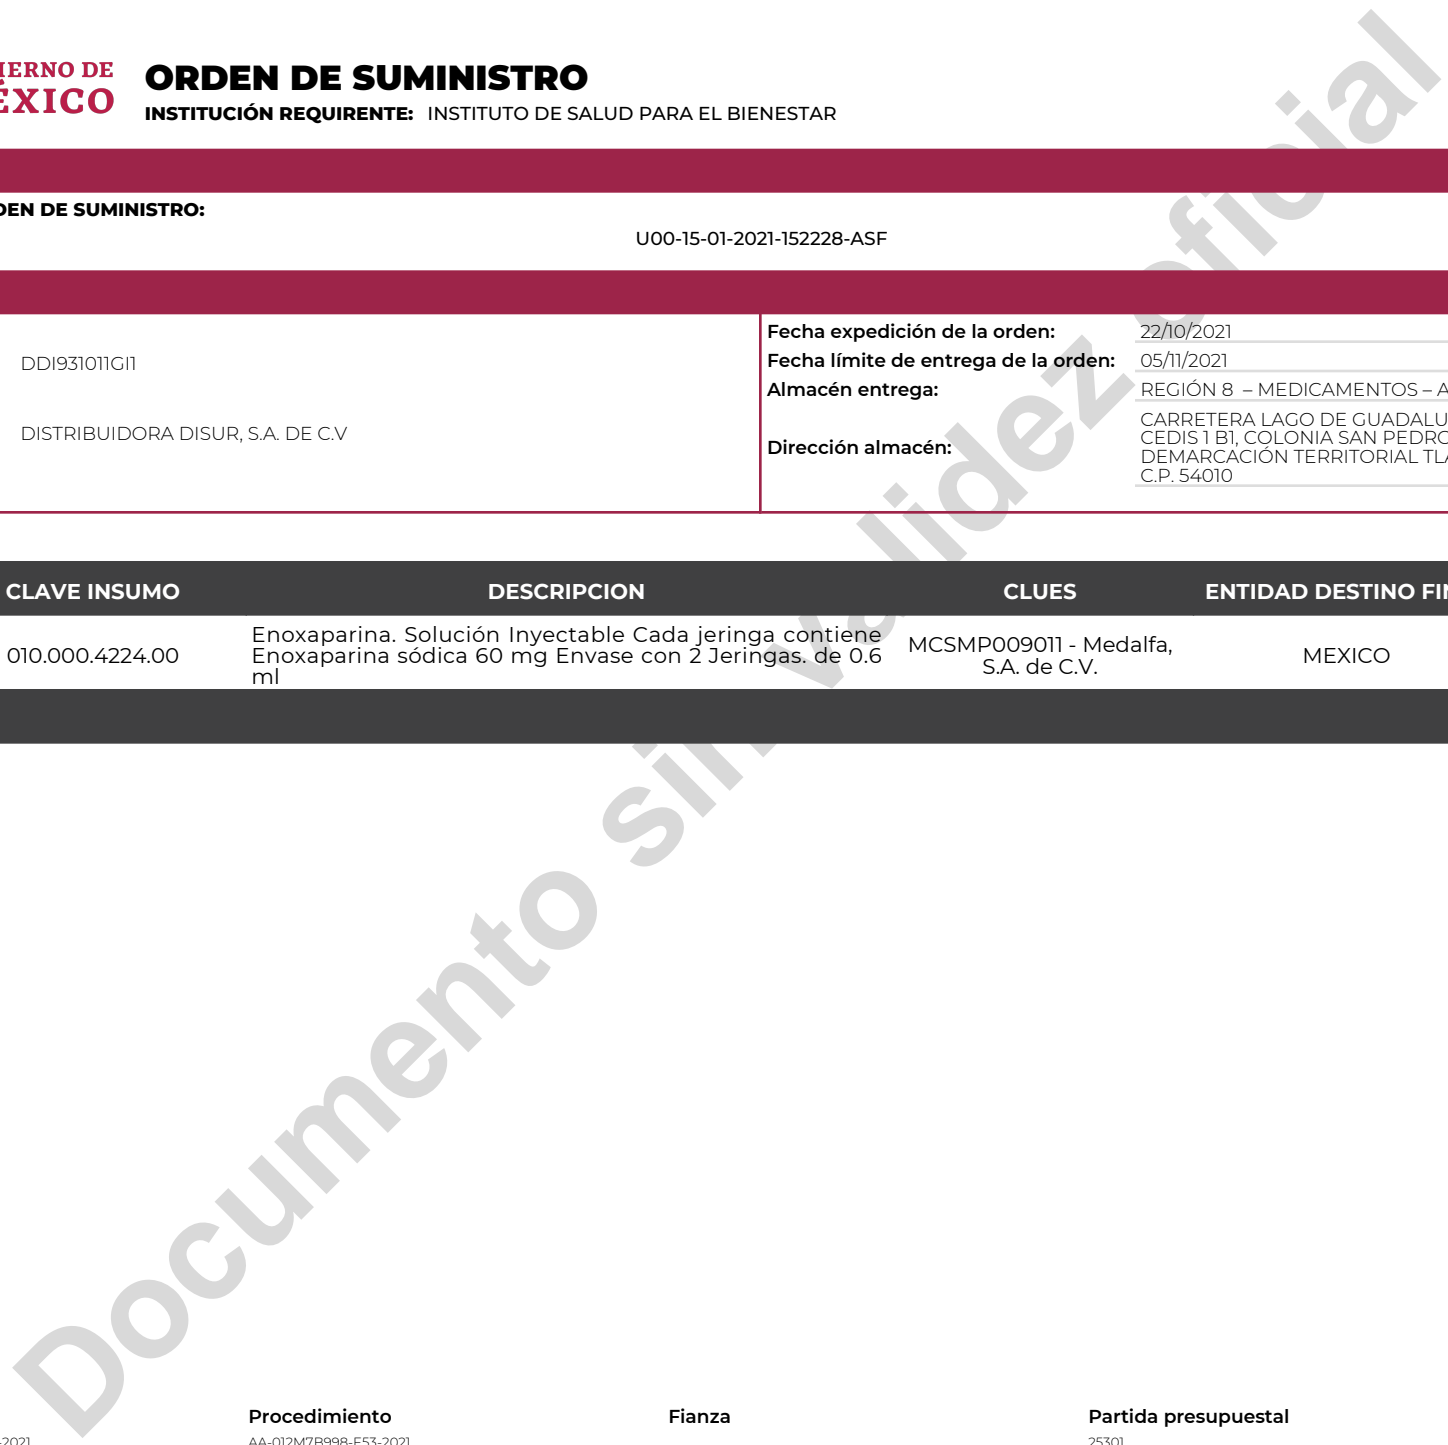 IERNO DE
ÉXICO
ORDEN DE SUMINISTRO
INSTITUCIÓN REQUIRENTE: INSTITUTO DE SALUD PARA EL BIENESTAR
DEN DE SUMINISTRO:
U00-15-01-2021-152228-ASF
DDI931011GI1
DISTRIBUIDORA DISUR, S.A. DE C.V
Fecha expedición de la orden: 22/10/2021
Fecha límite de entrega de la orden: 05/11/2021
Almacén entrega: REGIÓN 8 – MEDICAMENTOS – A
Dirección almacén:
CARRETERA LAGO DE GUADALU
CEDIS 1 B1, COLONIA SAN PEDRO
DEMARCACIÓN TERRITORIAL TLA
C.P. 54010
CLAVE INSUMO DESCRIPCION CLUES ENTIDAD DESTINO FIN
010.000.4224.00
Enoxaparina. Solución Inyectable Cada jeringa contiene
Enoxaparina sódica 60 mg Envase con 2 Jeringas. de 0.6
ml
MCSMP009011 - Medalfa,
S.A. de C.V.
MEXICO
Documento sin validez oficial
Procedimiento Fianza Partida presupuestal
-2021 AA-012M7B998-E53-2021 25301